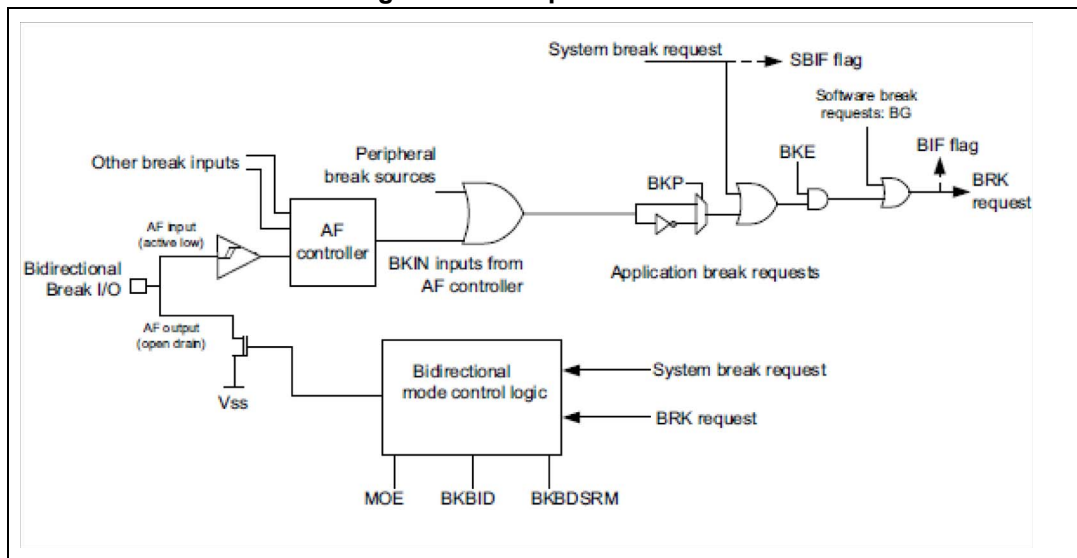 System break request
SBIF flag
Software break
requests: BG
BIF flag
BKE
BRK
request
Peripheral
break sources
BKP
Other break inputs
AF input
(active low)
AF
controller
BKIN inputs from
AF controller
Application break requests
Bidirectional
Break I/O
AF output
(open drain)
Vss
Bidirectional
mode control logic
System break request
BRK request
MOE
BKBID
BKBDSRM